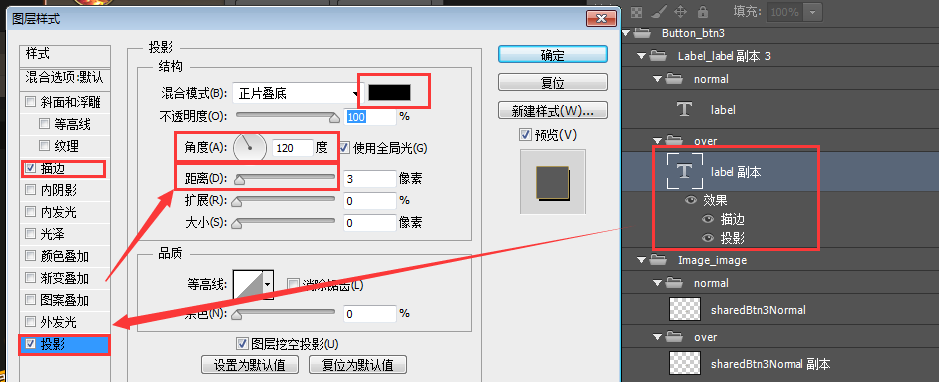 图层样式
样式
混合选项:默认
斜面和浮雕
等高线
纹理
描边
内阴影
内发光
光泽
颜色叠加
渐变叠加
图案叠加
外发光
投影
投影
结构
混合模式(B): 正片叠底
不透明度(O): 100 %
角度(A): 120 度 使用全局光(G)
距离(D): 3 像素
扩展(R): 0 %
大小(S): 0 像素
品质
等高线: 消除锯齿(L)
杂色(N): 0 %
图层挖空投影(U)
设置为默认值 复位为默认值
确定
复位
新建样式(W)...
预览(V)
填充: 100%
Button_btn3
Label_label 副本 3
normal
T label
over
T label 副本
效果
描边
投影
Image_image
normal
sharedBtn3Normal
over
sharedBtn3Normal 副本